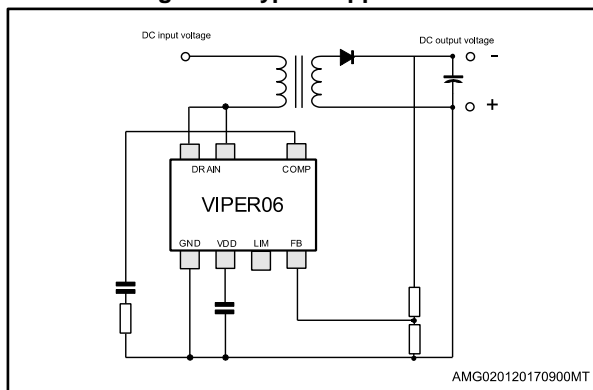 DC input voltage
DC output voltage
-
+
DRAIN COMP
VIPER06
GND VDD LIM FB
AMG020120170900MT